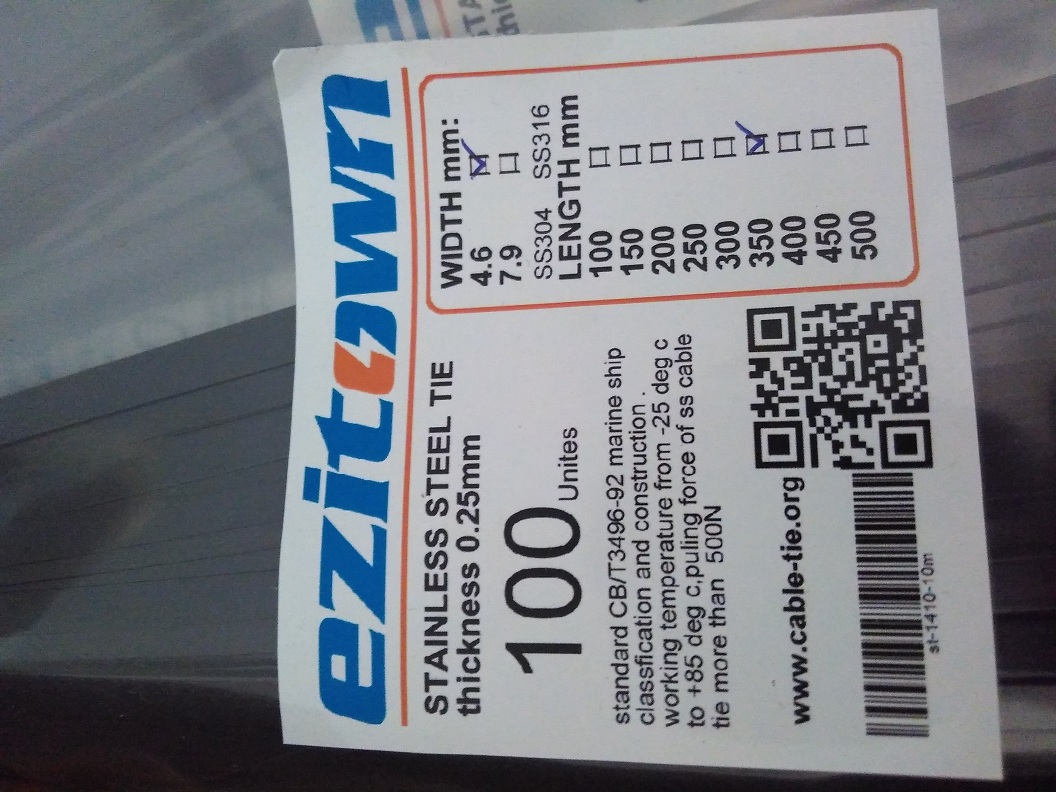 ezitown
STAINLESS STEEL TIE
thickness 0.25mm
100 Unites
standard CB/T3496-92 marine ship
classfication and construction .
working temperature from -25 deg c
to +85 deg c,puling force of ss cable
tie more than 500N
www.cable-tie.org
st-1410-10m
WIDTH mm:
4.6
7.9
SS304 SS316
LENGTH mm
100
150
200
250
300
350
400
450
500